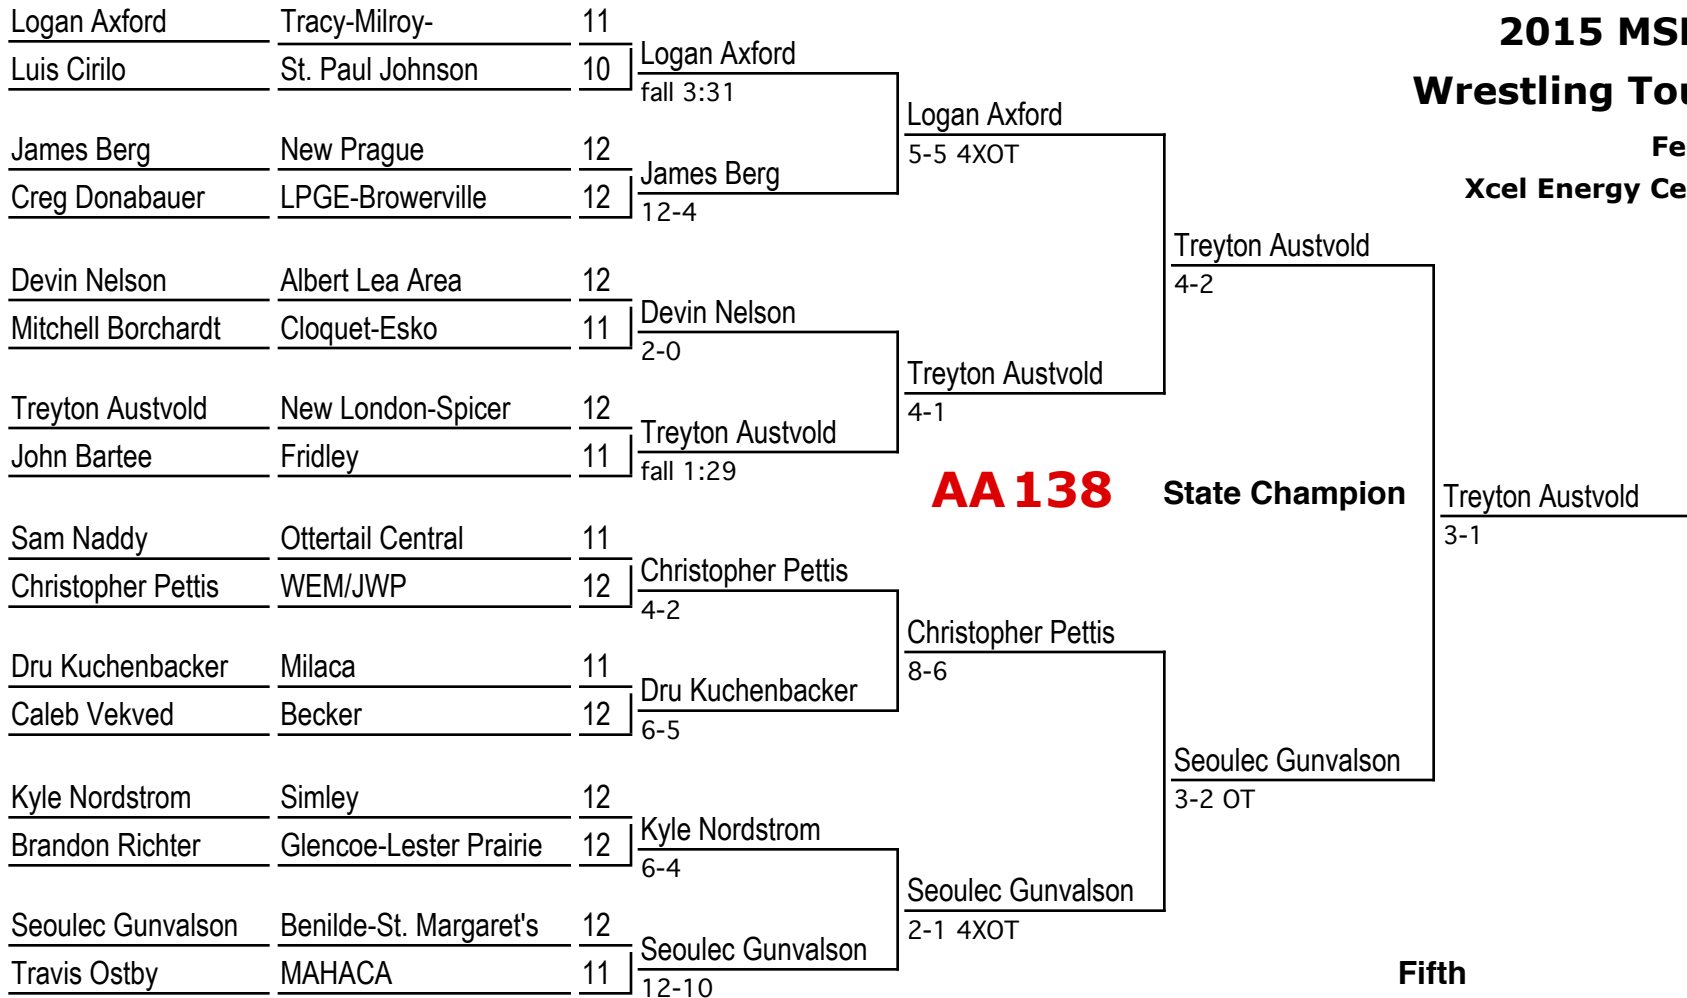 Logan Axford Tracy-Milroy- 11
Luis Cirilo St. Paul Johnson 10
James Berg New Prague 12
Creg Donabauer LPGE-Browerville 12
Devin Nelson Albert Lea Area 12
Mitchell Borchardt Cloquet-Esko 11
Treyton Austvold New London-Spicer 12
John Bartee Fridley 11
Sam Naddy Ottertail Central 11
Christopher Pettis WEM/JWP 12
Dru Kuchenbacker Milaca 11
Caleb Vekved Becker 12
Kyle Nordstrom Simley 12
Brandon Richter Glencoe-Lester Prairie 12
Seoulec Gunvalson Benilde-St. Margaret's 12
Travis Ostby MAHACA 11
Logan Axford
fall 3:31
James Berg
12-4
Devin Nelson
2-0
Treyton Austvold
fall 1:29
Christopher Pettis
4-2
Dru Kuchenbacker
6-5
Kyle Nordstrom
6-4
Seoulec Gunvalson
12-10
Logan Axford
5-5 4XOT
Treyton Austvold
4-1
Christopher Pettis
8-6
Seoulec Gunvalson
2-1 4XOT
Treyton Austvold
4-2
Seoulec Gunvalson
3-2 OT
AA 138 State Champion
Treyton Austvold
3-1
2015 MS
Wrestling Tou
Fe
Xcel Energy Ce
Fifth